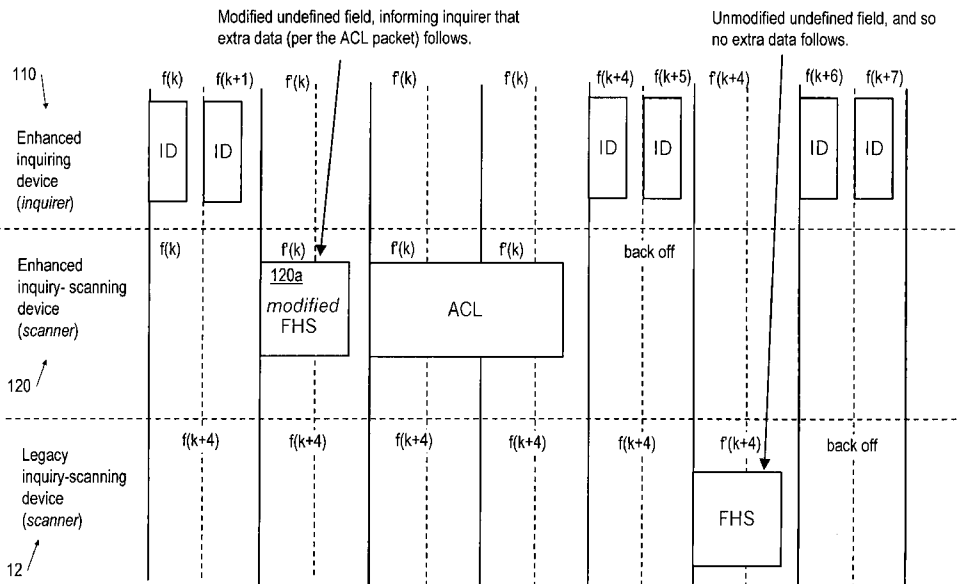 Modified undefined field, informing inquirer that
extra data (per the ACL packet) follows.
Unmodified undefined field, and so
no extra data follows.
110
f(k) f(k+1) f'(k) f'(k) f'(k) f(k+4) f(k+5) f'(k+4) f(k+6) f(k+7)
Enhanced
inquiring
device
(inquirer)
ID ID ID ID ID ID
f(k) f'(k) f'(k) f'(k) back off
Enhanced
inquiry- scanning
device
(scanner)
120a
modified
FHS
ACL
120
f(k+4) f(k+4) f(k+4) f(k+4) f(k+4) f'(k+4) back off
Legacy
inquiry-scanning
device
(scanner)
FHS
12